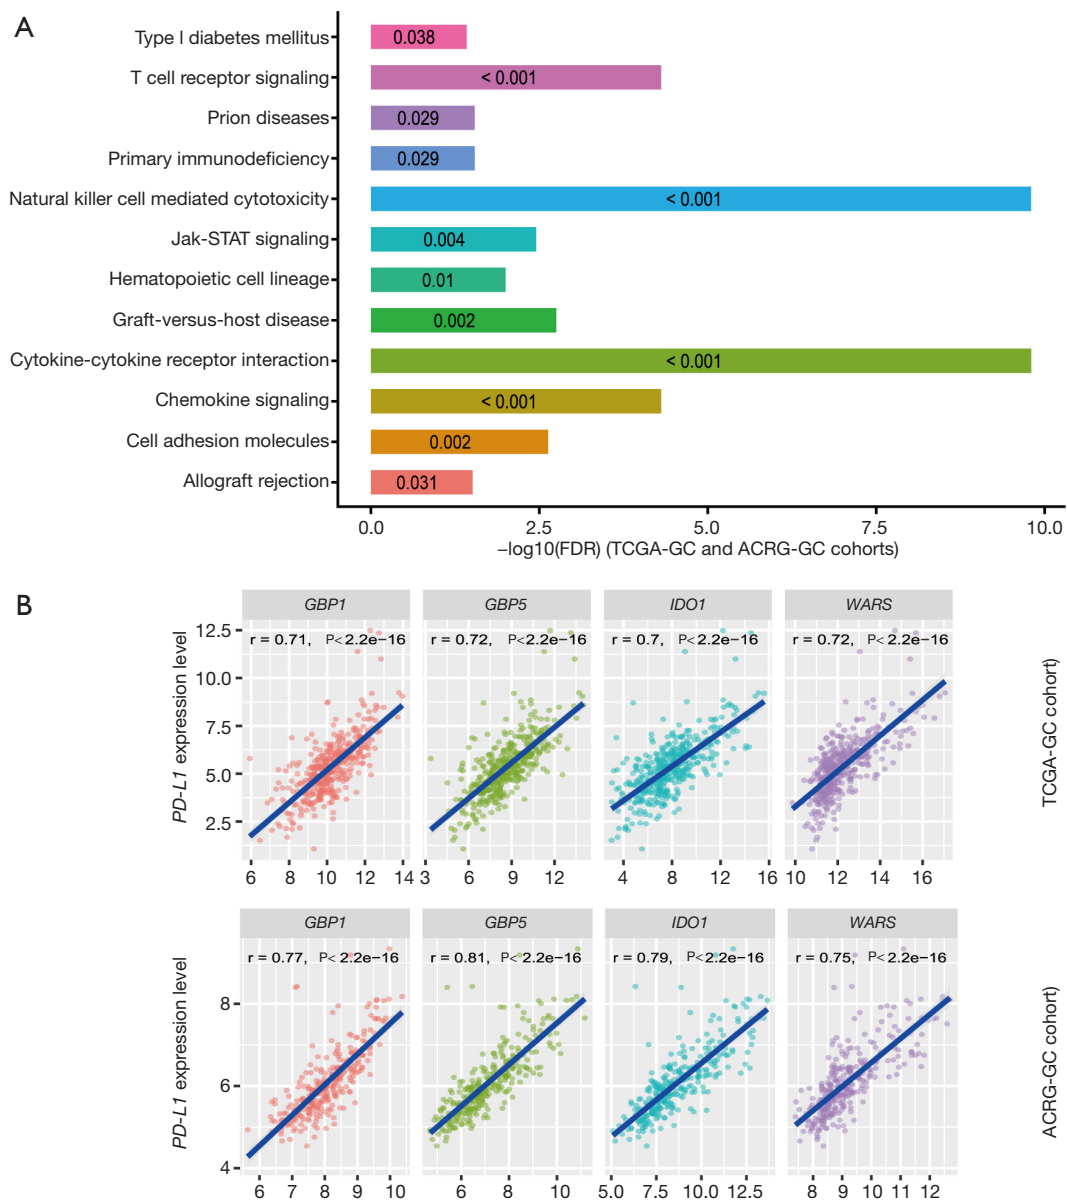 A
Type I diabetes mellitus 0.038
T cell receptor signaling < 0.001
Prion diseases 0.029
Primary immunodeficiency 0.029
Natural killer cell mediated cytotoxicity < 0.001
Jak-STAT signaling 0.004
Hematopoietic cell lineage 0.01
Graft-versus-host disease 0.002
Cytokine-cytokine receptor interaction < 0.001
Chemokine signaling < 0.001
Cell adhesion molecules 0.002
Allograft rejection 0.031
0.0 2.5 5.0 7.5 10.0
−log10(FDR) (TCGA-GC and ACRG-GC cohorts)
B
GBP1 GBP5 IDO1 WARS
r = 0.71, P< 2.2e−16 r = 0.72, P<2.2e−16 r = 0.7, P<2.2e−16 r = 0.72, P<2.2e−16
PD-L1 expression level
12.5
10.0
7.5
5.0
2.5
TCGA-GC cohort)
6 8 10 12 14 3 6 9 12 4 8 12 16 10 12 14 16
GBP1 GBP5 IDO1 WARS
r = 0.77, P< 2.2e−16 r = 0.81, P< 2.2e−16 r = 0.79, P<2.2e−16 r = 0.75, P<2.2e−16
PD-L1 expression level
8
6
4
ACRG-GC cohort)
6 7 8 9 10 6 8 10 5.0 7.5 10.0 12.5 8 9 10 11 12